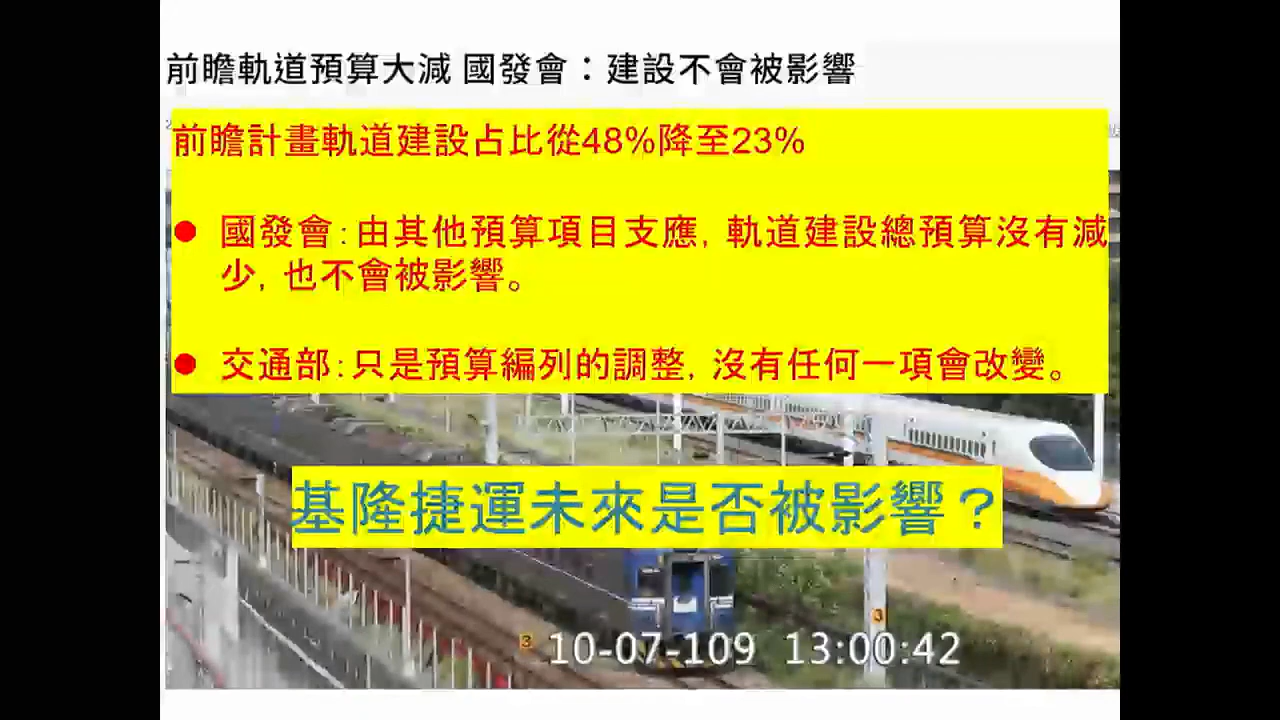 前瞻軌道預算大減 國發會：建設不會被影響
前瞻計畫軌道建設占比從48%降至23%
● 國發會：由其他預算項目支應，軌道建設總預算沒有減
少，也不會被影響。
● 交通部：只是預算編列的調整，沒有任何一項會改變。
基隆捷運未來是否被影響？
3
3
10-07-109 13:00:42